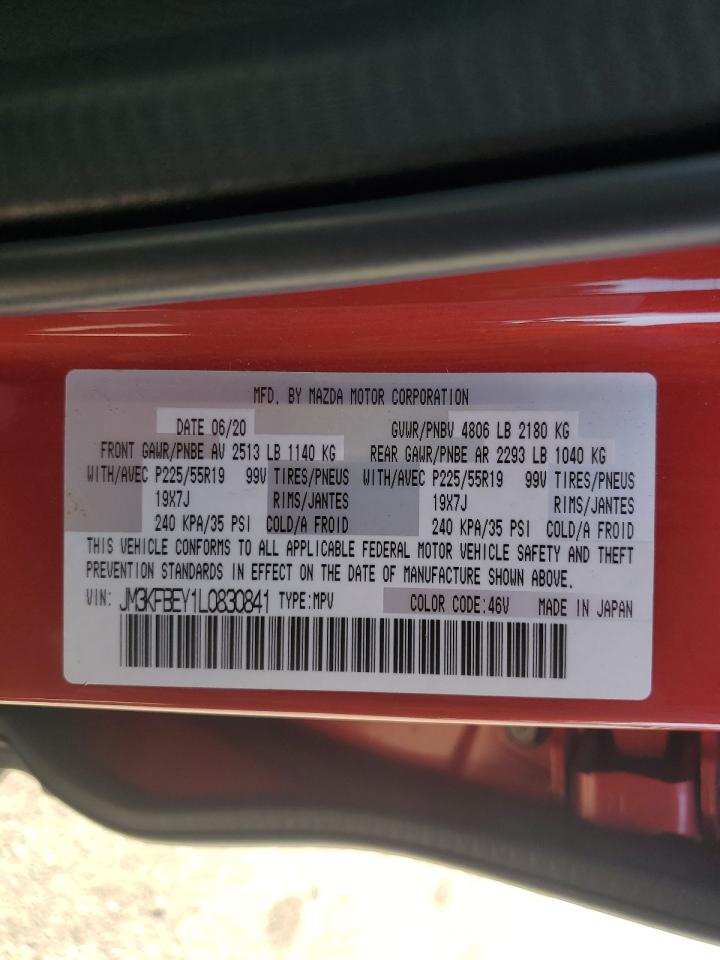 MFD. BY MAZDA MOTOR CORPORATION
DATE 06/20 GVWR/PNBV 4806 LB 2180 KG
FRONT GAWR/PNBE AV 2513 LB 1140 KG REAR GAWR/PNBE AR 2293 LB 1040 KG
WITH/AVEC P225/55R19 99V TIRES/PNEUS WITH/AVEC P225/55R19 99V TIRES/PNEUS
19X7J RIMS/JANTES 19X7J RIMS/JANTES
240 KPA/35 PSI COLD/A FROID 240 KPA/35 PSI COLD/A FROID
THIS VEHICLE CONFORMS TO ALL APPLICABLE FEDERAL MOTOR VEHICLE SAFETY AND THEFT
PREVENTION STANDARDS IN EFFECT ON THE DATE OF MANUFACTURE SHOWN ABOVE.
VIN: JM3KFBEY1L0830841 TYPE:MPV COLOR CODE:46V MADE IN JAPAN